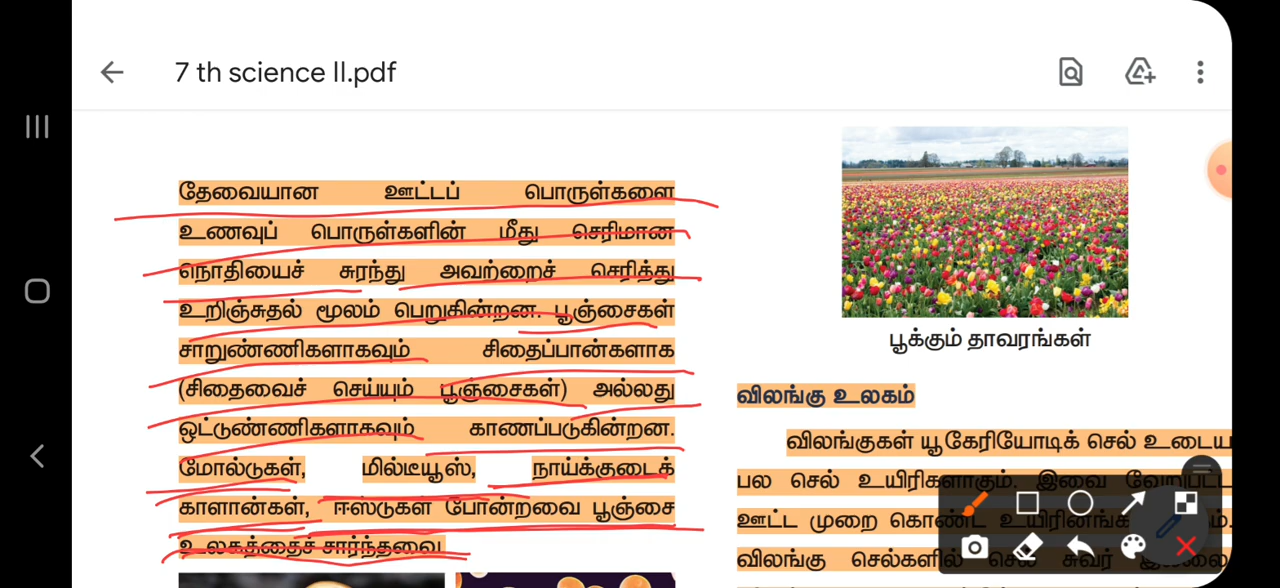 7 th science II.pdf
தேவையான ஊட்டப் பொருள்களை
உணவுப் பொருள்களின் மீது செரிமான
நொதியைச் சுரந்து அவற்றைச் செரித்து
உறிஞ்சுதல் மூலம் பெறுகின்றன. பூஞ்சைகள்
சாறுண்ணிகளாகவும் சிதைப்பான்களாக
(சிதைவைச் செய்யும் பூஞ்சைகள்) அல்லது
ஒட்டுண்ணிகளாகவும் காணப்படுகின்றன.
மோல்டுகள், மில்டீயூஸ், நாய்க்குடைக்
காளான்கள், ஈஸ்டுகள் போன்றவை பூஞ்சை
உலகத்தைச் சார்ந்தவை.
பூக்கும் தாவரங்கள்
விலங்கு உலகம்
விலங்குகள் யூகேரியோடிக் செல் உடைய
பல செல் உயிரிகளாகும். இவை
ஊட்ட முறை கொண்ட
விலங்கு செல்களில் செல் சுவர்